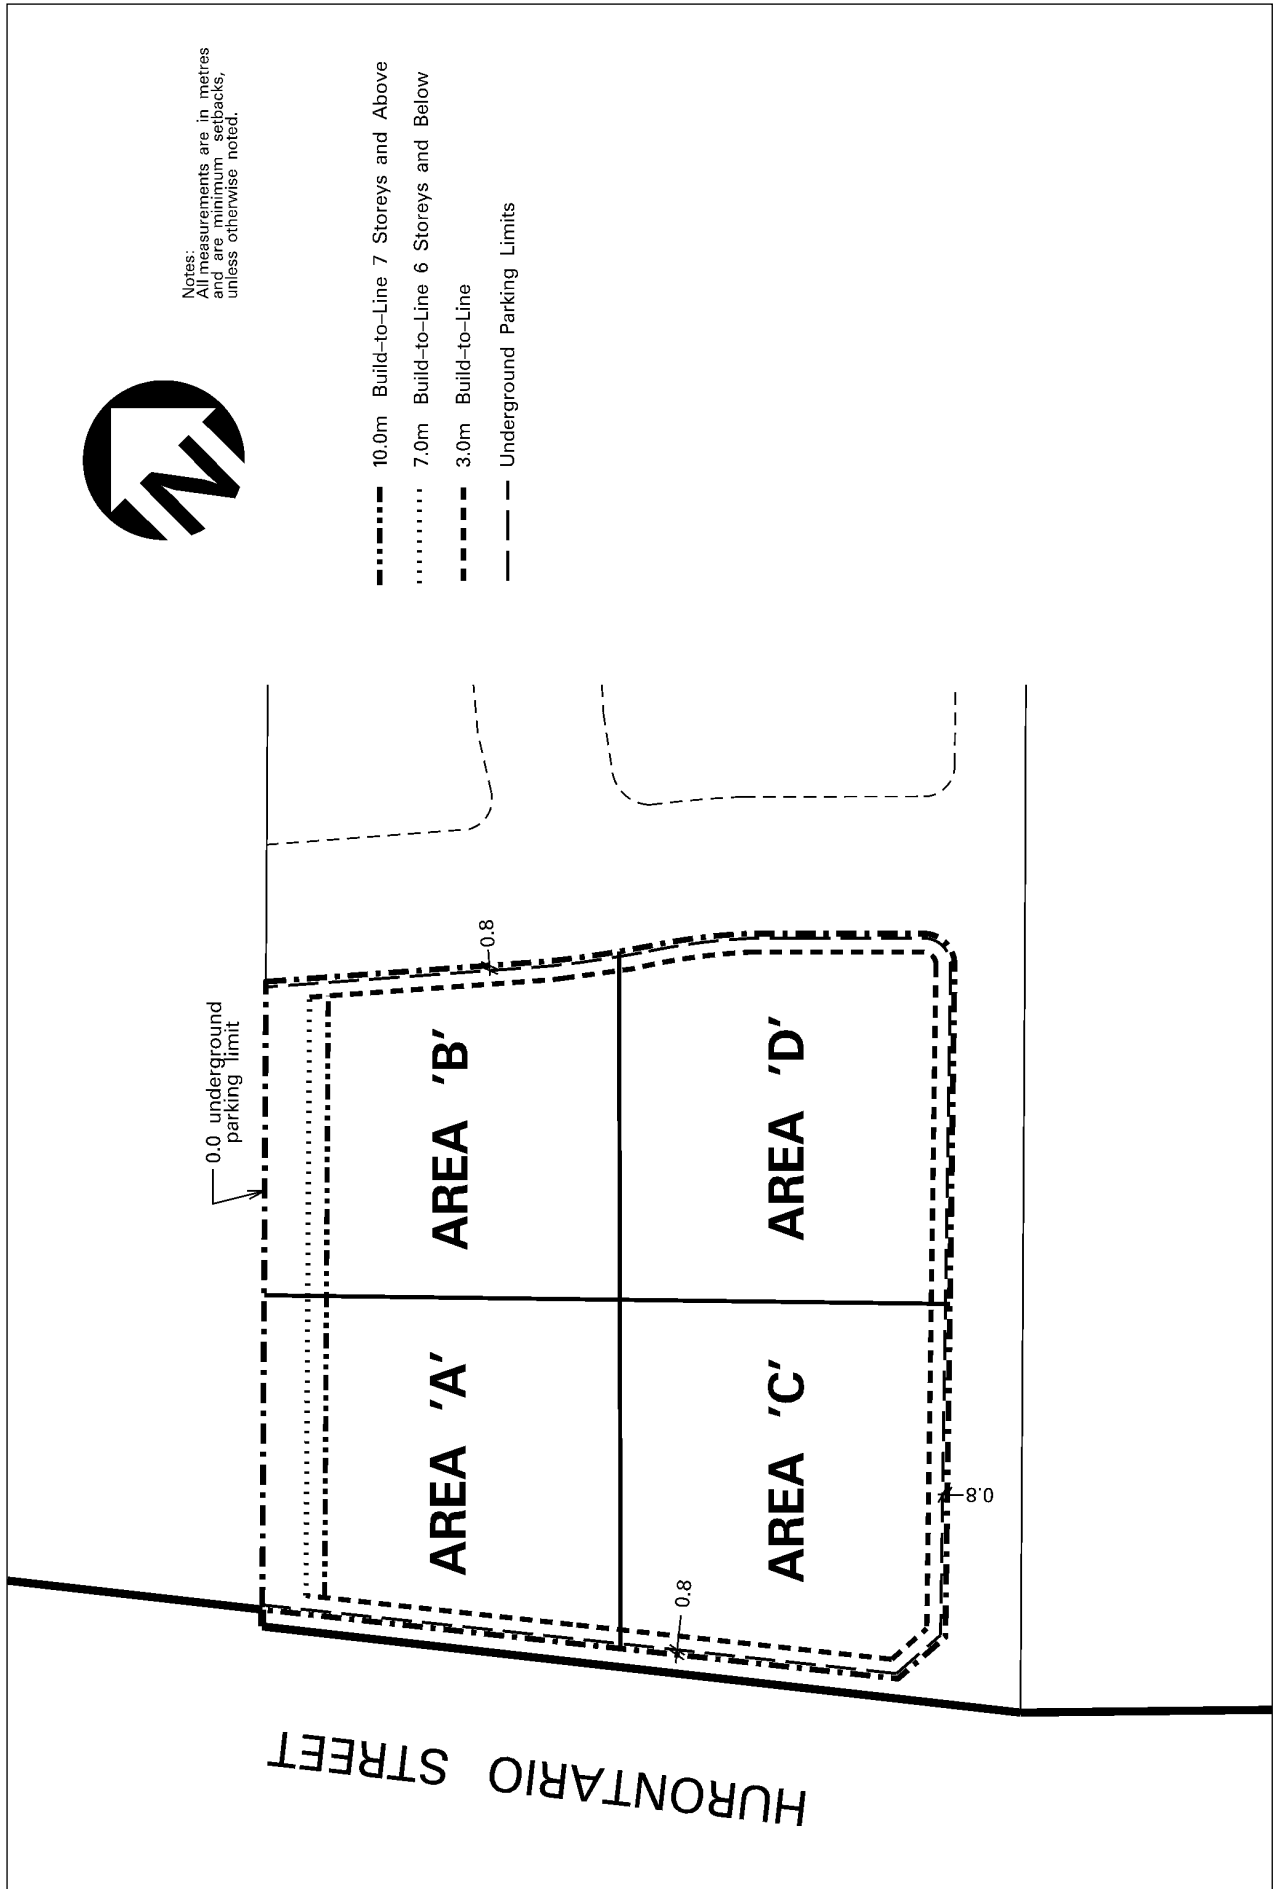 Notes:
All measurements are in metres
and are minimum setbacks,
unless otherwise noted.
N
10.0m Build-to-Line 7 Storeys and Above
7.0m Build-to-Line 6 Storeys and Below
3.0m Build-to-Line
Underground Parking Limits
0.0 underground
parking limit
0.8
AREA 'A'
AREA 'B'
AREA 'C'
AREA 'D'
0.8
0.8
HURONTARIO STREET